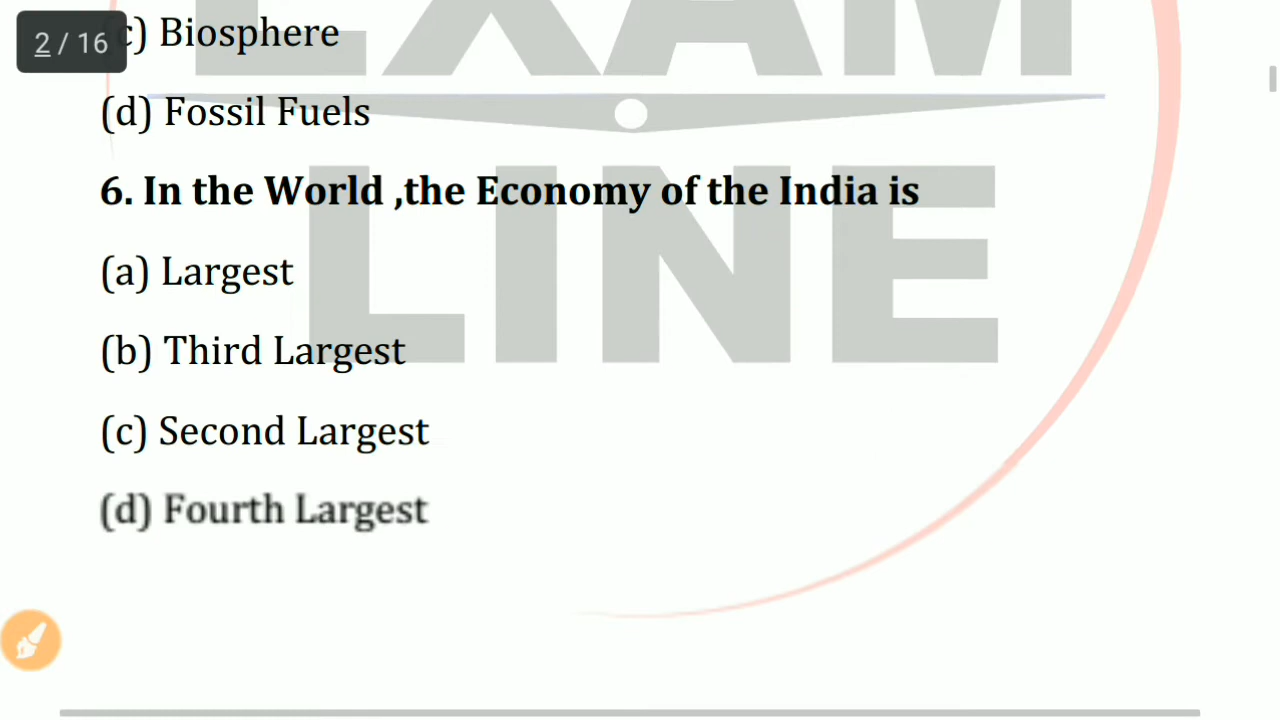 EXAM
2 / 16
c) Biosphere
(d) Fossil Fuels
6. In the World ,the Economy of the India is
LINE
(a) Largest
(b) Third Largest
(c) Second Largest
(d) Fourth Largest